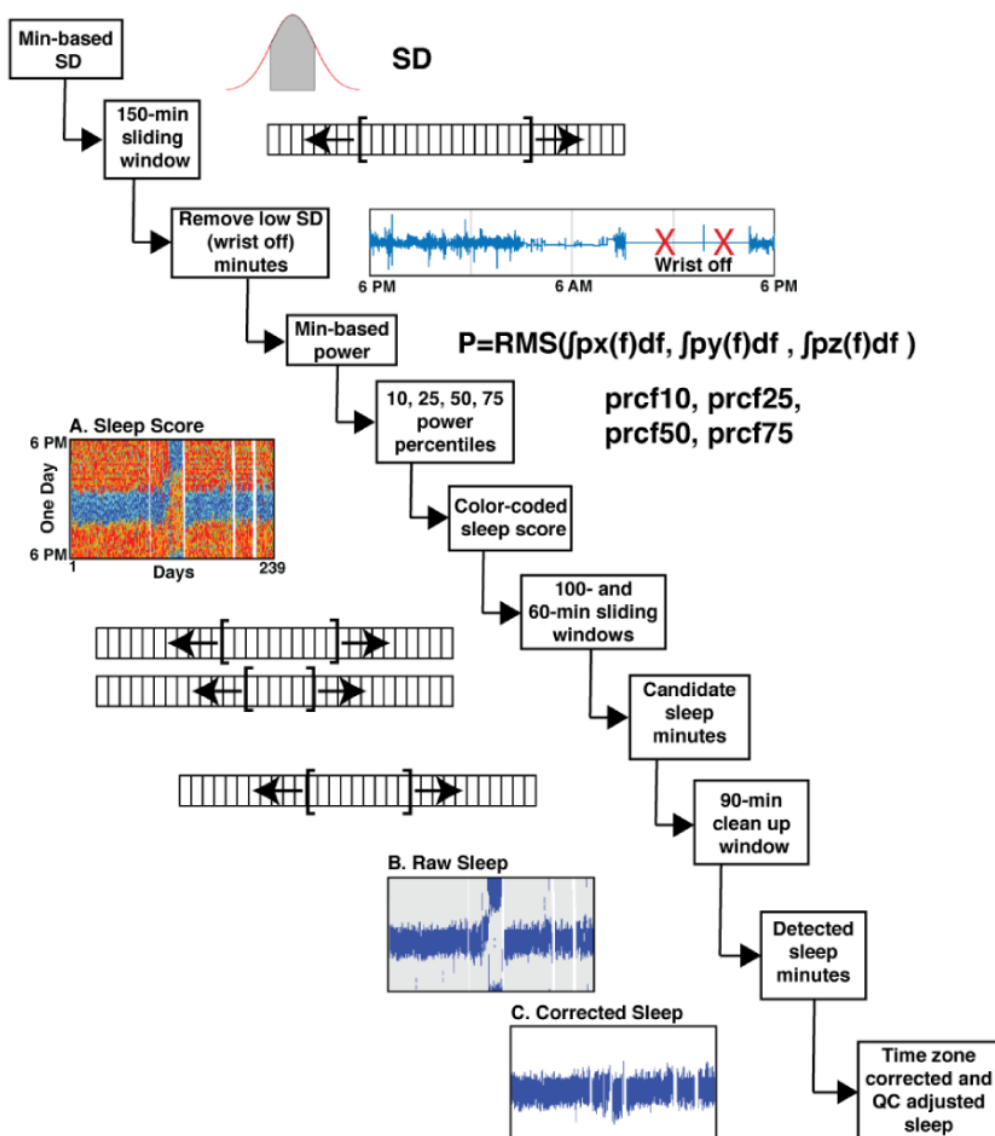 Min-based
SD
SD
150-min
sliding
window
Remove low SD
(wrist off)
minutes
X X
Wrist off
6 PM 6 AM 6 PM
Min-based
power
P=RMS(∫px(f)df, ∫py(f)df , ∫pz(f)df )
10, 25, 50, 75
power
percentiles
prcf10, prcf25,
prcf50, prcf75
A. Sleep Score
6 PM
One Day
6 PM
1 Days 239
Color-coded
sleep score
100- and
60-min sliding
windows
Candidate
sleep
minutes
90-min
clean up
window
B. Raw Sleep
Detected
sleep
minutes
C. Corrected Sleep
Time zone
corrected and
QC adjusted
sleep